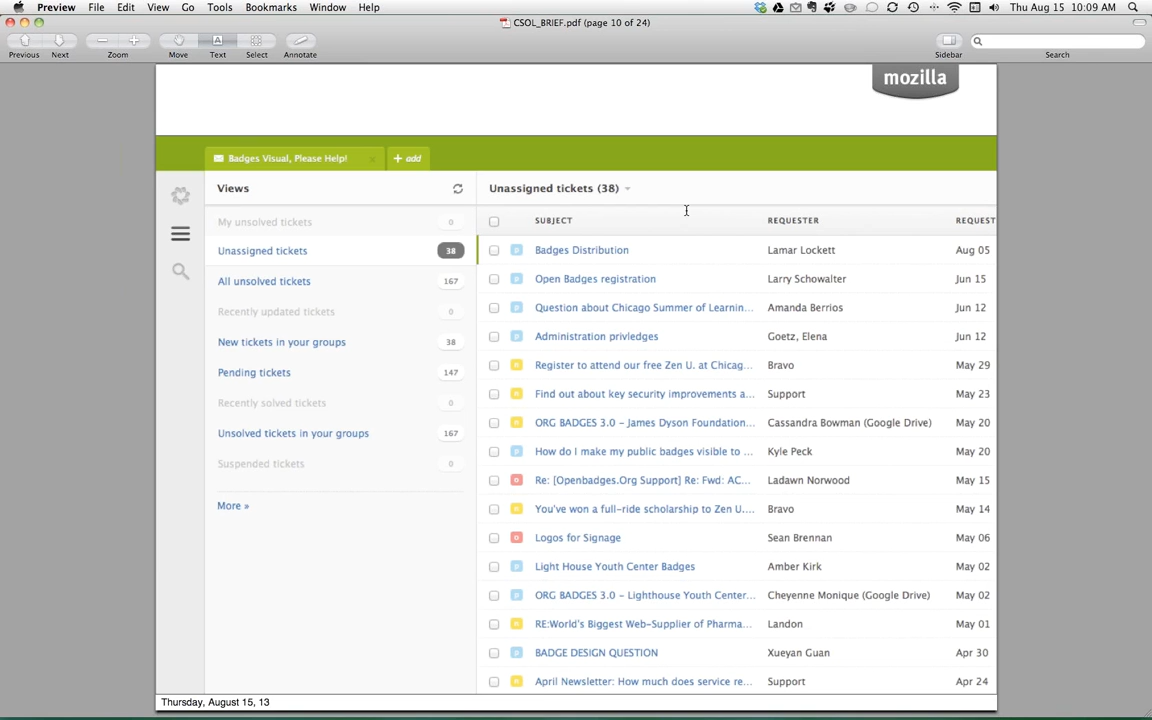 Preview File Edit View Go Tools Bookmarks Window Help Thu Aug 15 10:09 AM
CSOL_BRIEF.pdf (page 10 of 24)
Previous Next Zoom Move Text Select Annotate Sidebar Search
mozilla
Badges Visual, Please Help! x + add
Views Unassigned tickets (38)
SUBJECT REQUESTER REQUEST
My unsolved tickets 0
Unassigned tickets 38
All unsolved tickets 167
Recently updated tickets 0
New tickets in your groups 38
Pending tickets 147
Recently solved tickets 0
Unsolved tickets in your groups 167
Suspended tickets 0
More »
p Badges Distribution Lamar Lockett Aug 05
p Open Badges registration Larry Schowalter Jun 15
p Question about Chicago Summer of Learnin... Amanda Berrios Jun 12
p Administration privledges Goetz, Elena Jun 12
n Register to attend our free Zen U. at Chicag... Bravo May 29
n Find out about key security improvements a... Support May 23
n ORG BADGES 3.0 - James Dyson Foundation... Cassandra Bowman (Google Drive) May 20
p How do I make my public badges visible to ... Kyle Peck May 20
o Re: [Openbadges.Org Support] Re: Fwd: AC... Ladawn Norwood May 15
n You've won a full-ride scholarship to Zen U.... Bravo May 14
o Logos for Signage Sean Brennan May 06
p Light House Youth Center Badges Amber Kirk May 02
p ORG BADGES 3.0 - Lighthouse Youth Center... Cheyenne Monique (Google Drive) May 02
n RE:World's Biggest Web-Supplier of Pharma... Landon May 01
p BADGE DESIGN QUESTION Xueyan Guan Apr 30
n April Newsletter: How much does service re... Support Apr 24
Thursday, August 15, 13